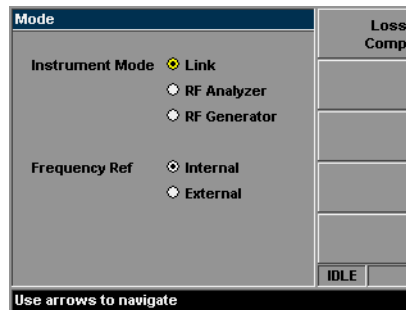 Mode
Loss
Comp
Instrument Mode Link
RF Analyzer
RF Generator
Frequency Ref Internal
External
IDLE
Use arrows to navigate